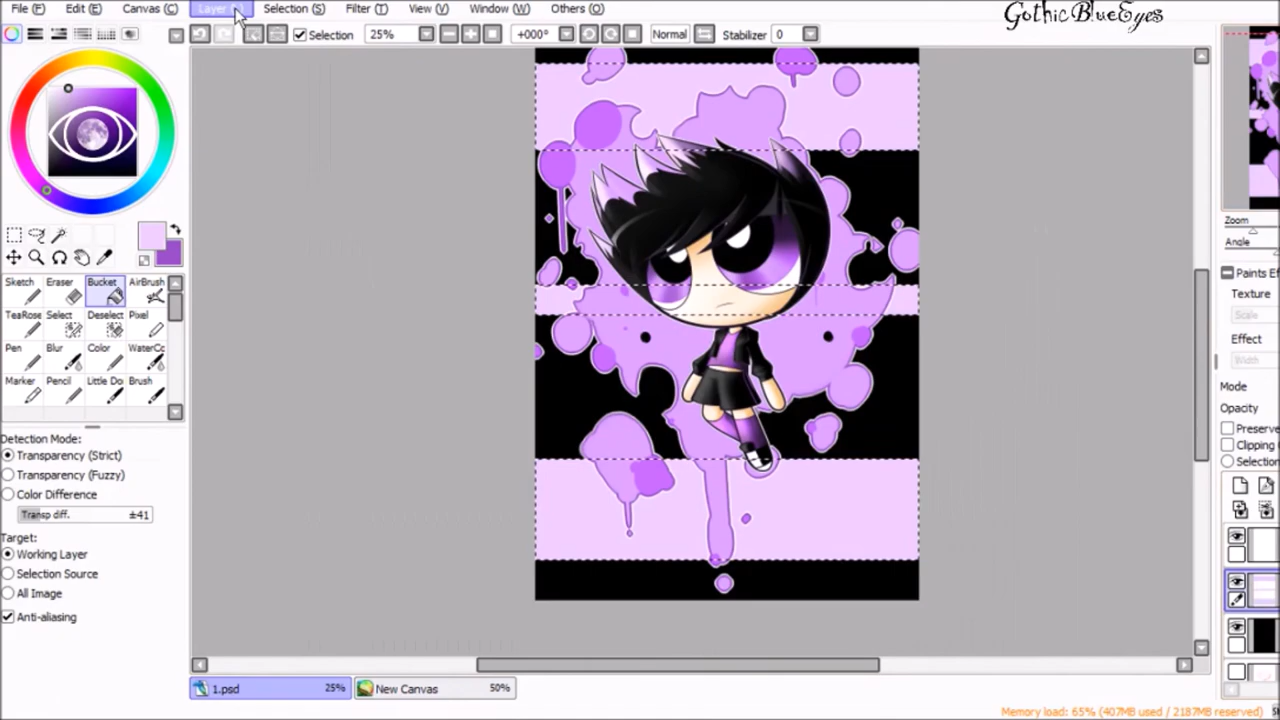 File (F) Edit (E) Canvas (C) Layer Selection (S) Filter (T) View (V) Window (W) Others (O)
GothicBlueEyes
Selection 25% +000° Normal Stabilizer 0
Zoom
Angle
Sketch Eraser Bucket AirBrush
TeaRose Select Deselect Pixel
Pen Blur Color WaterCo
Marker Pencil Little Do Brush
Detection Mode:
Transparency (Strict)
Transparency (Fuzzy)
Color Difference
Transp diff. ±41
Target:
Working Layer
Selection Source
All Image
Anti-aliasing
Paints Ef
Texture
Scale
Effect
Width
Mode
Opacity
Preserve
Clipping
Selection
1.psd 25% New Canvas 50%
Memory load: 65% (407MB used / 2187MB reserved)